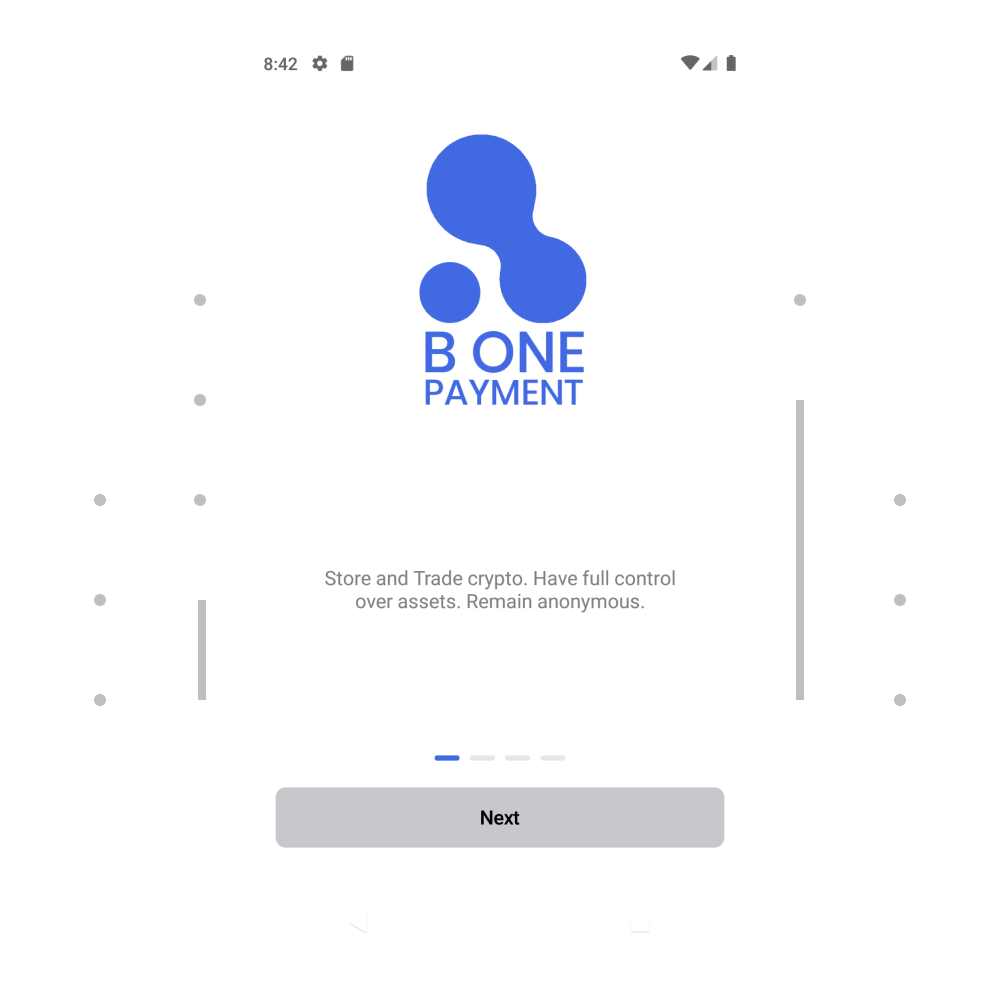 8:42
B ONE
PAYMENT
Store and Trade crypto. Have full control
over assets. Remain anonymous.
Next